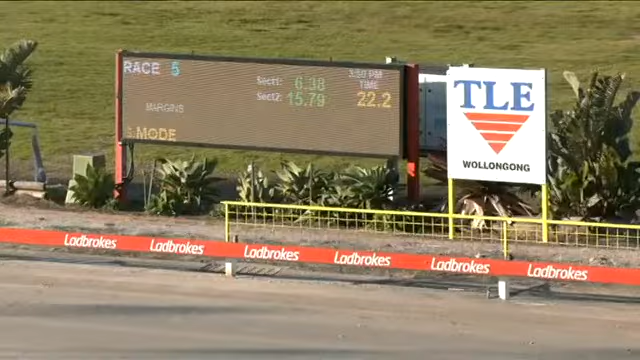 RACE 5
Sect1: 6.38
Sect2: 15.79
3:50 PM
TIME
22.2
MARGINS
S.MODE
TLE
WOLLONGONG
Ladbrokes Ladbrokes Ladbrokes Ladbrokes Ladbrokes Ladbrokes